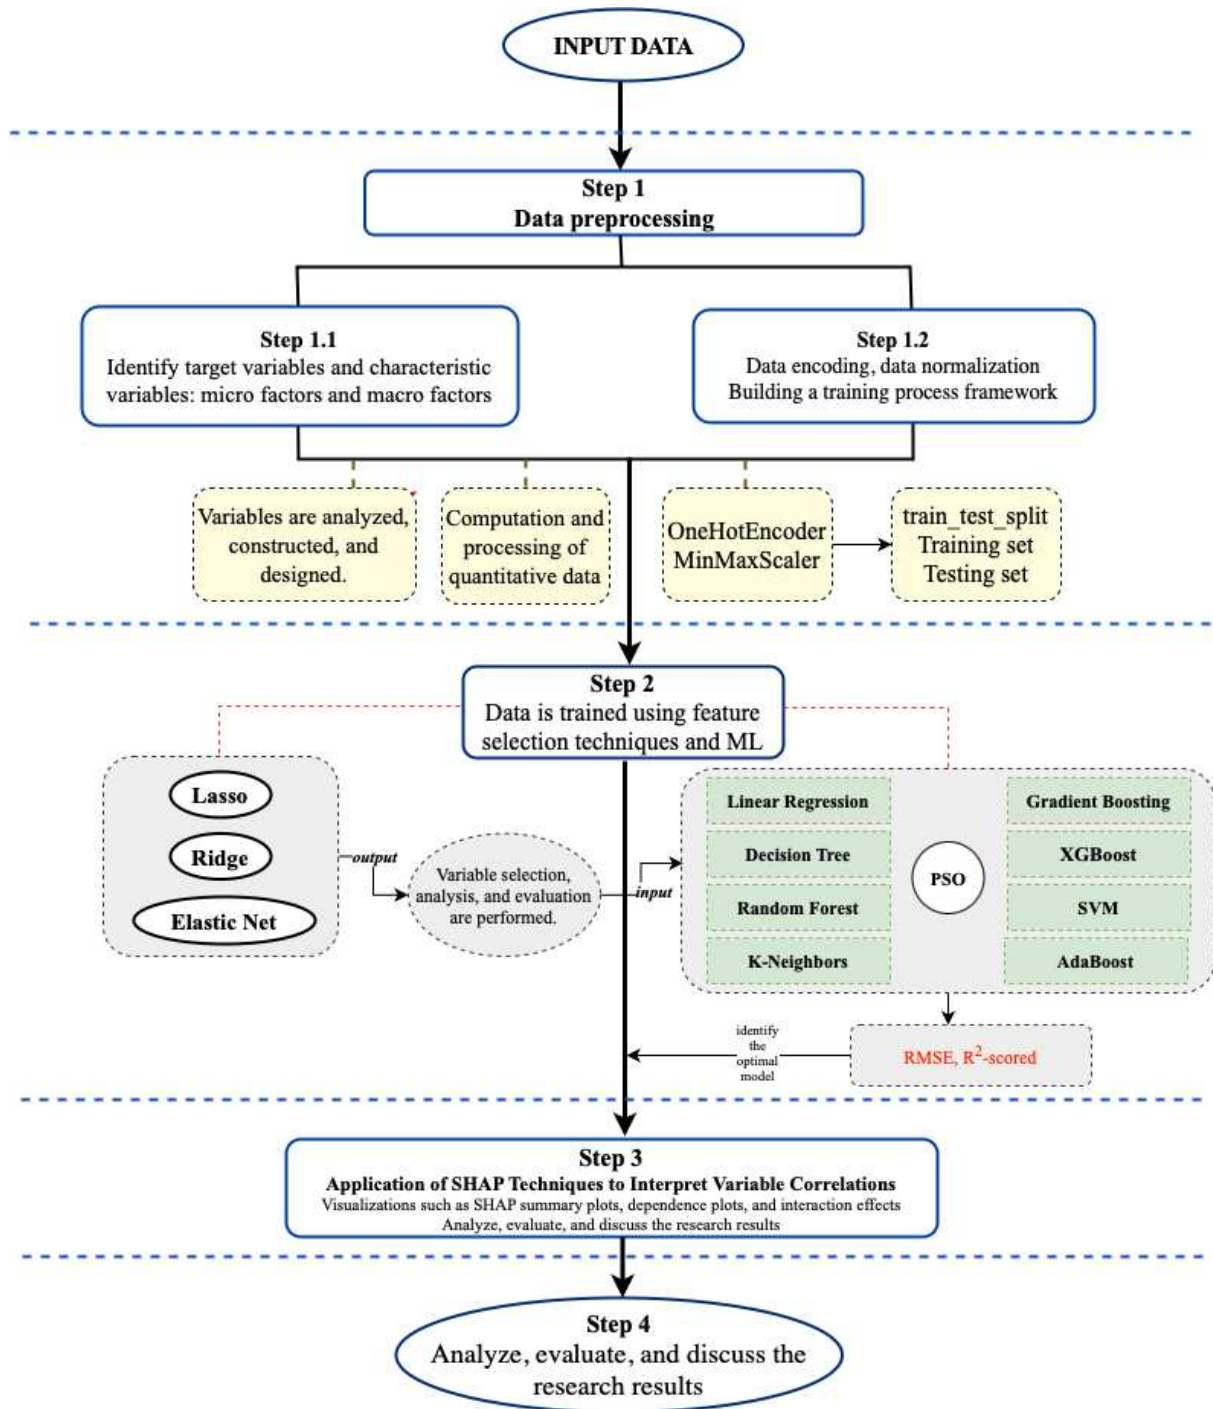 INPUT DATA
Step 1
Data preprocessing
Step 1.1
Identify target variables and characteristic
variables: micro factors and macro factors
Step 1.2
Data encoding, data normalization
Building a training process framework
Variables are analyzed,
constructed, and
designed.
Computation and
processing of
quantitative data
OneHotEncoder
MinMaxScaler
train_test_split
Training set
Testing set
Step 2
Data is trained using feature
selection techniques and ML
Lasso
Ridge
Elastic Net
output
Variable selection,
analysis, and evaluation
are performed.
input
Linear Regression
Decision Tree
Random Forest
K-Neighbors
PSO
Gradient Boosting
XGBoost
SVM
AdaBoost
identify
the
optimal
model
RMSE, R²-scored
Step 3
Application of SHAP Techniques to Interpret Variable Correlations
Visualizations such as SHAP summary plots, dependence plots, and interaction effects
Analyze, evaluate, and discuss the research results
Step 4
Analyze, evaluate, and discuss the
research results